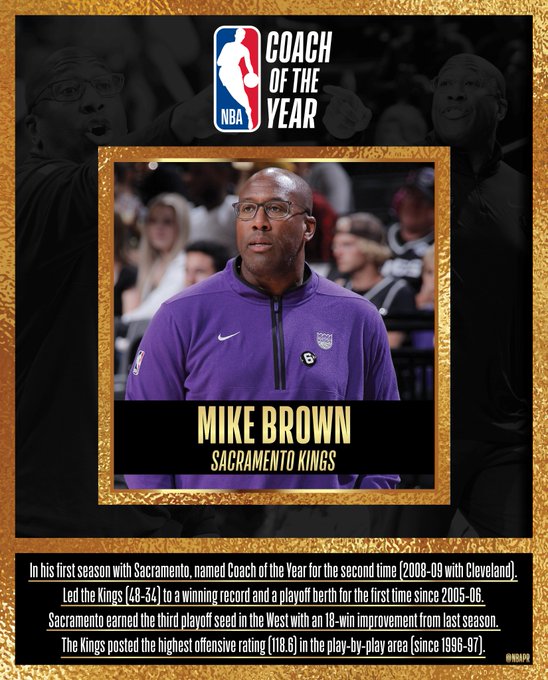 COACH
OF THE
YEAR
NBA
6
MIKE BROWN
SACRAMENTO KINGS
In his first season with Sacramento, named Coach of the Year for the second time (2008-09 with Cleveland).
Led the Kings (48-34) to a winning record and a playoff berth for the first time since 2005-06.
Sacramento earned the third playoff seed in the West with an 18-win improvement from last season.
The Kings posted the highest offensive rating (118.6) in the play-by-play area (since 1996-97).
@NBAPR